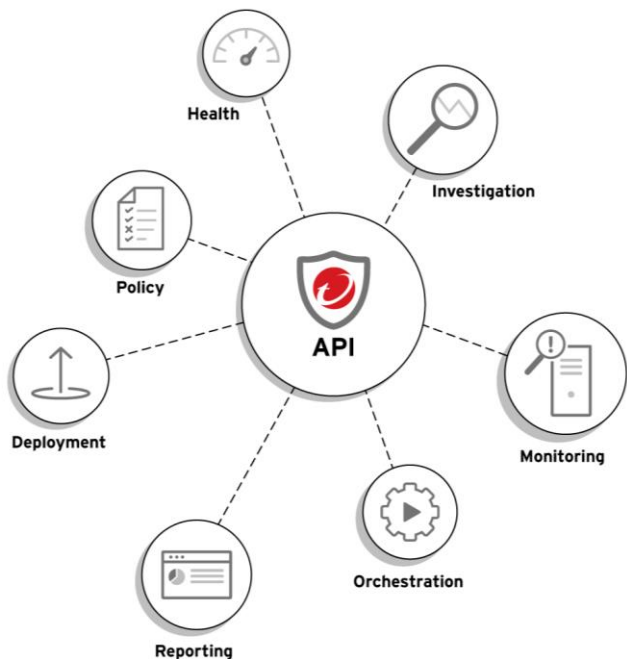 Health
Investigation
Policy
API
Deployment
Monitoring
Orchestration
Reporting